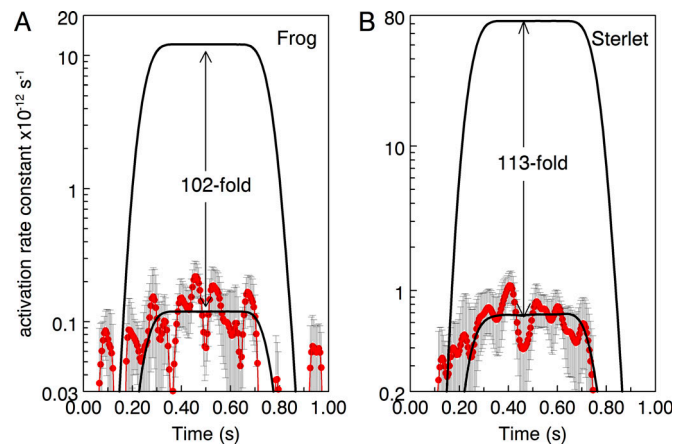 A
Frog
20
10
1
0.1
0.03
activation rate constant x10⁻¹² s⁻¹
102-fold
0.00 0.20 0.40 0.60 0.80 1.00
Time (s)
B
Sterlet
80
80
1
0.2
113-fold
0.00 0.20 0.40 0.60 0.80 1.00
Time (s)